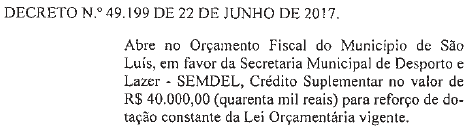 DECRETO N.º 49.199 DE 22 DE JUNHO DE 2017.
Abre no Orçamento Fiscal do Município de São
Luís, em favor da Secretaria Municipal de Desporto e
Lazer - SEMDEL, Crédito Suplementar no valor de
R$ 40.000,00 (quarenta mil reais) para reforço de do-
tação constante da Lei Orçamentária vigente.